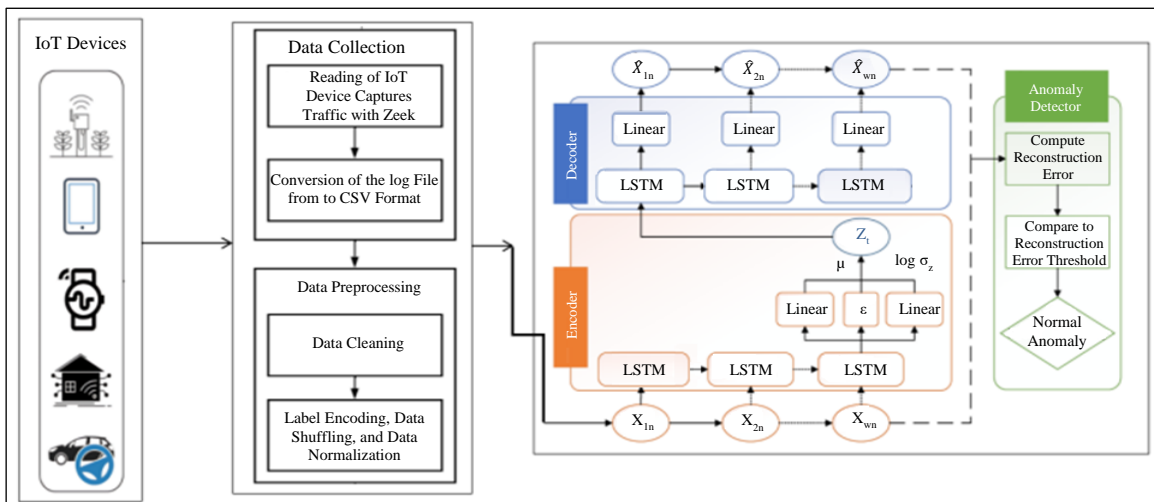 IoT Devices
Data Collection
Reading of IoT
Device Captures
Traffic with Zeek
Conversion of the log File
from to CSV Format
Data Preprocessing
Data Cleaning
Label Encoding, Data
Shuffling, and Data
Normalization
X̂1n
X̂2n
X̂wn
Decoder
Linear
Linear
Linear
LSTM
LSTM
LSTM
Encoder
Zt
μ
log σz
Linear
ε
Linear
LSTM
LSTM
LSTM
X1n
X2n
Xwn
Anomaly
Detector
Compute
Reconstruction
Error
Compare to
Reconstruction
Error Threshold
Normal
Anomaly